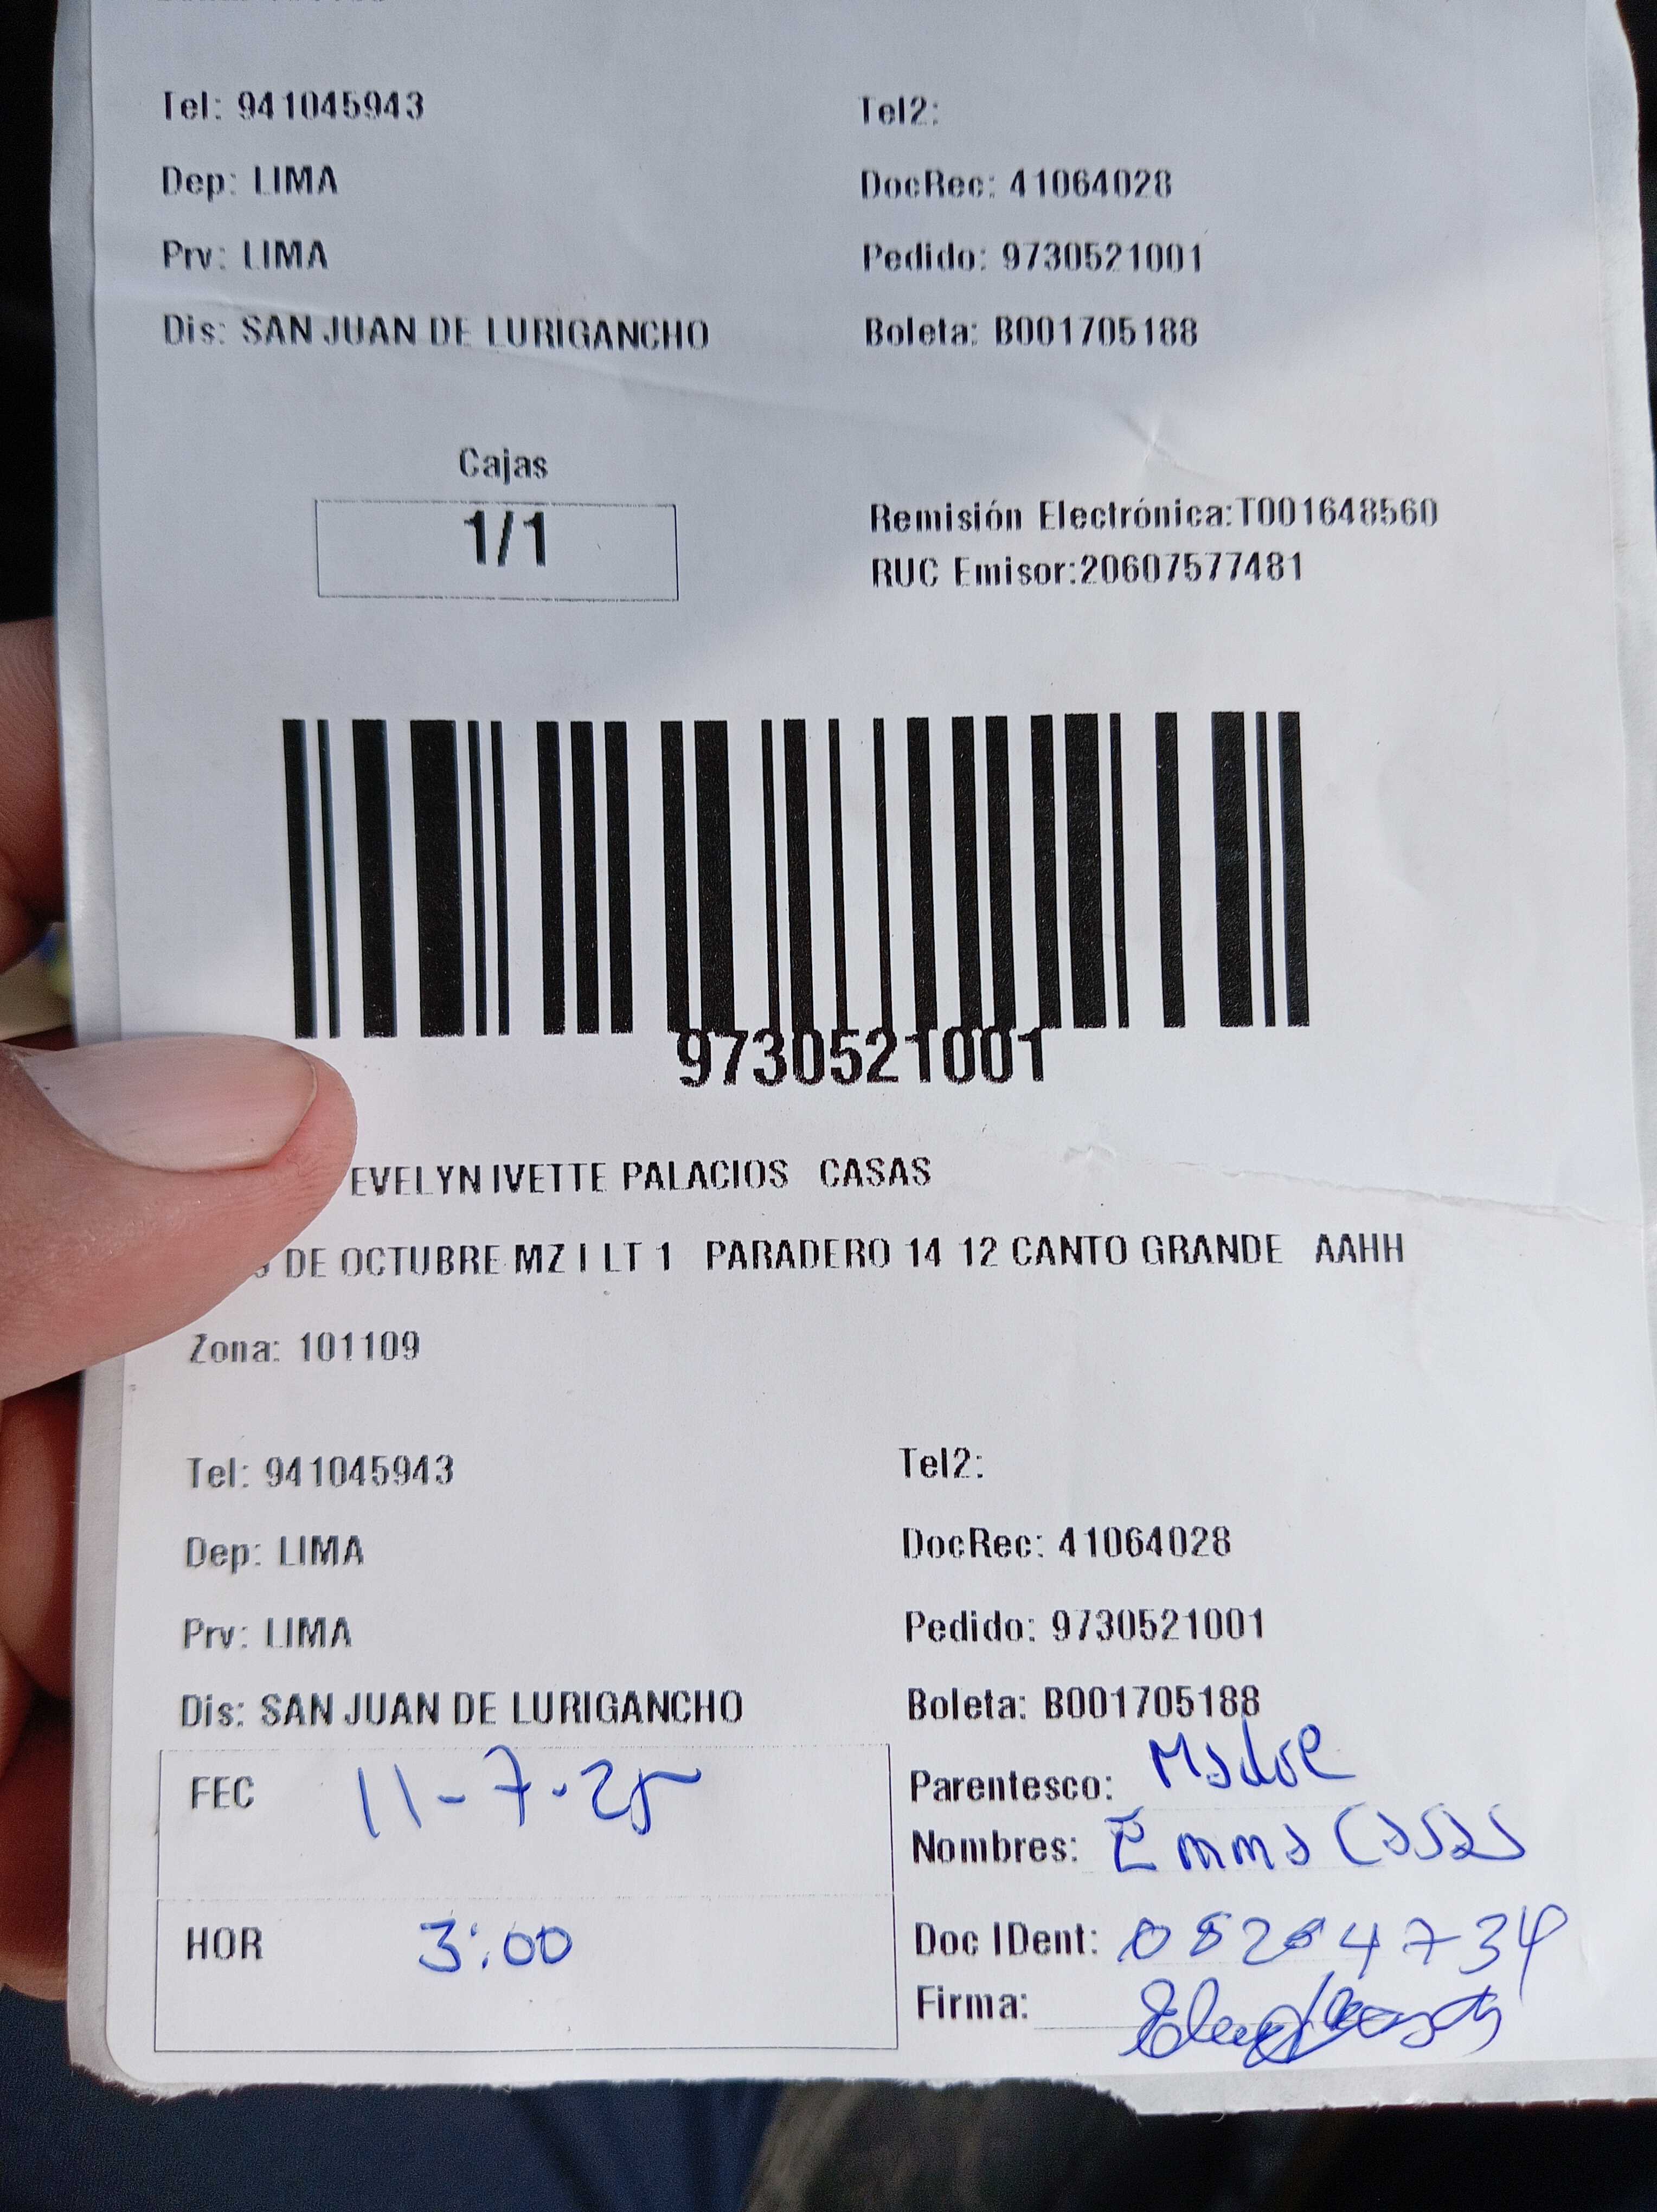 Tel: 941045943 Tel2:
Dep: LIMA DocRec: 41064028
Prv: LIMA Pedido: 9730521001
Dis: SAN JUAN DE LURIGANCHO Boleta: B001705188
Cajas
1/1
Remisión Electrónica:T001648560
RUC Emisor:20607577481
9730521001
EVELYN IVETTE PALACIOS CASAS
DE OCTUBRE MZ I LT 1 PARADERO 14 12 CANTO GRANDE AAHH
Zona: 101109
Tel: 941045943 Tel2:
Dep: LIMA DocRec: 41064028
Prv: LIMA Pedido: 9730521001
Dis: SAN JUAN DE LURIGANCHO Boleta: B001705188
FEC 11-7-25 Parentesco: Madre
Nombres: Emma Casas
HOR 3:00 Doc IDent:
Firma: